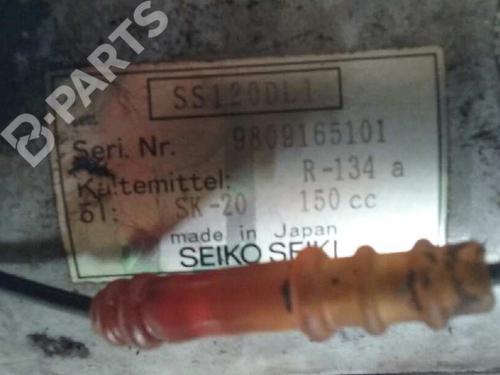 B-PARTS
SS120DL1
Seri. Nr. 9809165101
Kältemittel: R-134 a
öl: SK-20 150 cc
made in Japan
SEIKO SEIKI